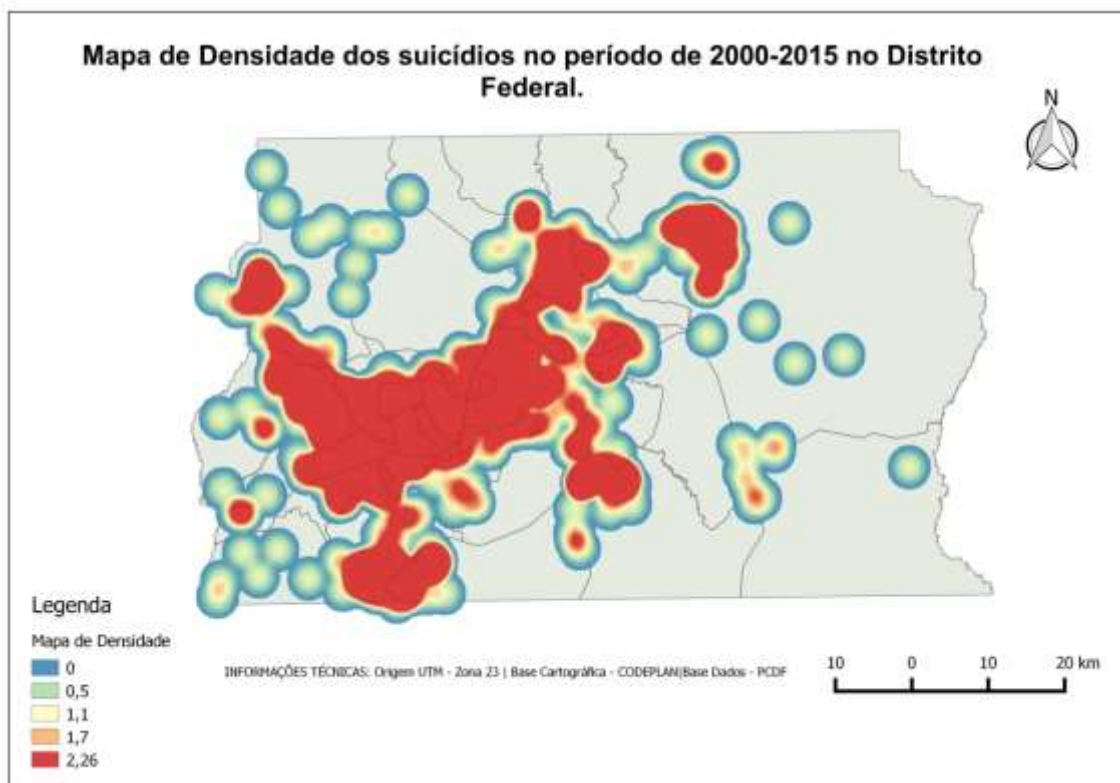 Mapa de Densidade dos suicídios no período de 2000-2015 no Distrito
Federal.
N
Legenda
Mapa de Densidade
0
0,5
1,1
1,7
2,26
INFORMAÇÕES TÉCNICAS: Origem UTM - Zona 23 | Base Cartográfica - CODEPLAN|Base Dados - PCDF
10 0 10 20 km